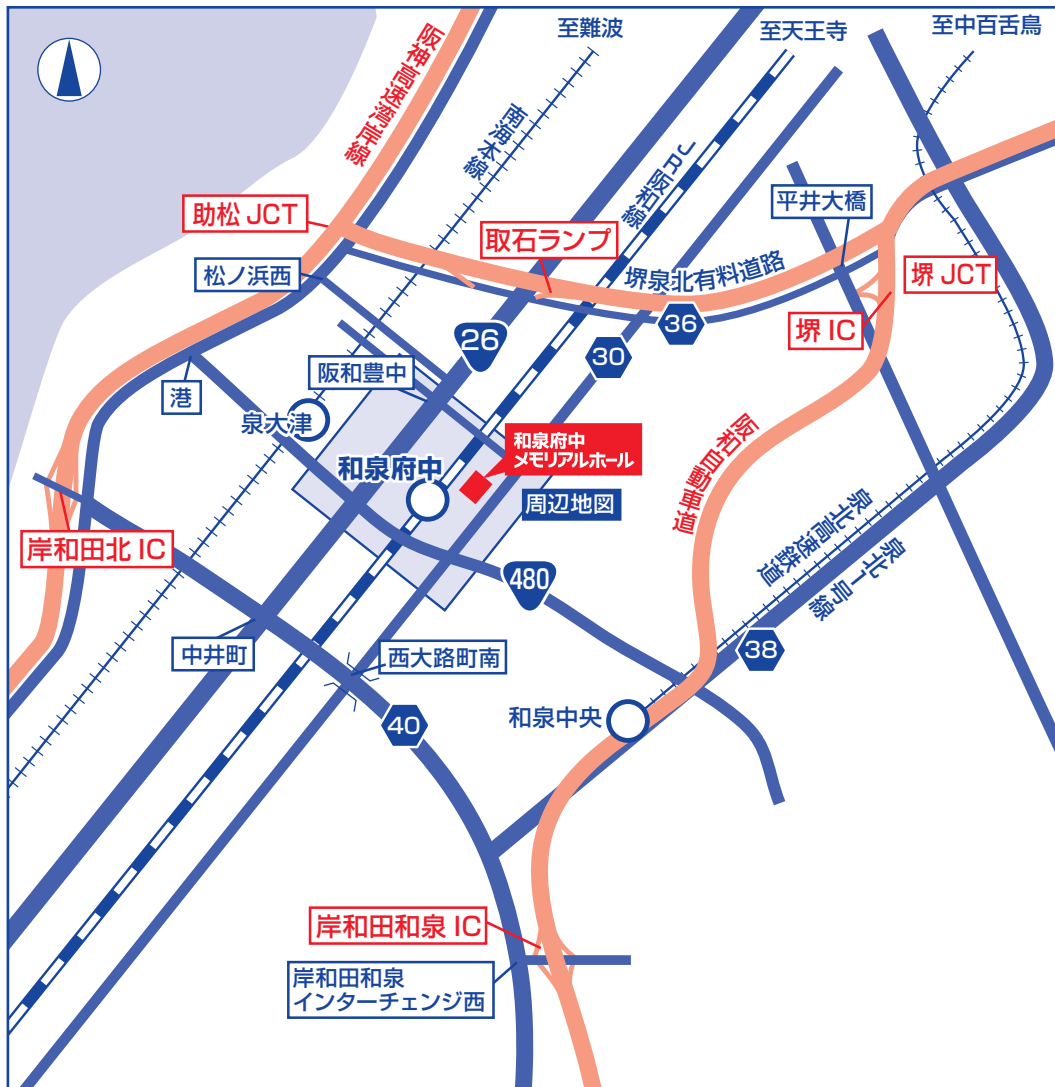 至難波
至天王寺
至中百舌鳥
阪神高速湾岸線
南海本線
JR阪和線
助松 JCT
取石ランプ
平井大橋
松ノ浜西
堺泉北有料道路
堺 JCT
36
堺 IC
26
30
阪和豊中
港
泉大津
和泉府中
メモリアルホール
和泉府中
周辺地図
阪和自動車道
岸和田北 IC
480
泉北高速鉄道
泉北1号線
中井町
西大路町南
38
和泉中央
40
岸和田和泉 IC
岸和田和泉
インターチェンジ西